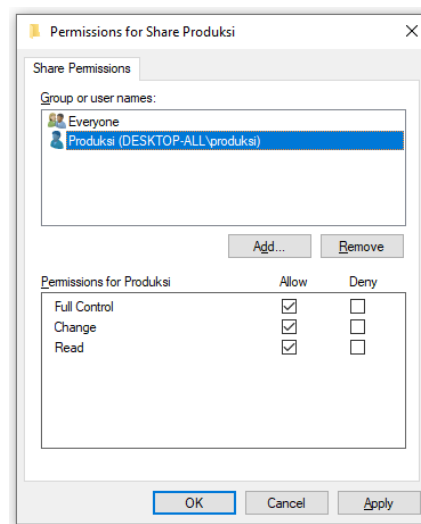 Permissions for Share Produksi
Share Permissions
Group or user names:
Everyone
Produksi (DESKTOP-ALL\produksi)
Add...
Remove
Permissions for Produksi Allow Deny
Full Control
Change
Read
OK Cancel Apply